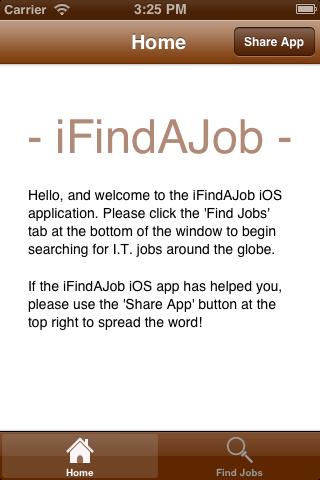 Carrier 3:25 PM
Home Share App
- iFindAJob -
Hello, and welcome to the iFindAJob iOS
application. Please click the 'Find Jobs'
tab at the bottom of the window to begin
searching for I.T. jobs around the globe.
If the iFindAJob iOS app has helped you,
please use the 'Share App' button at the
top right to spread the word!
Home Find Jobs